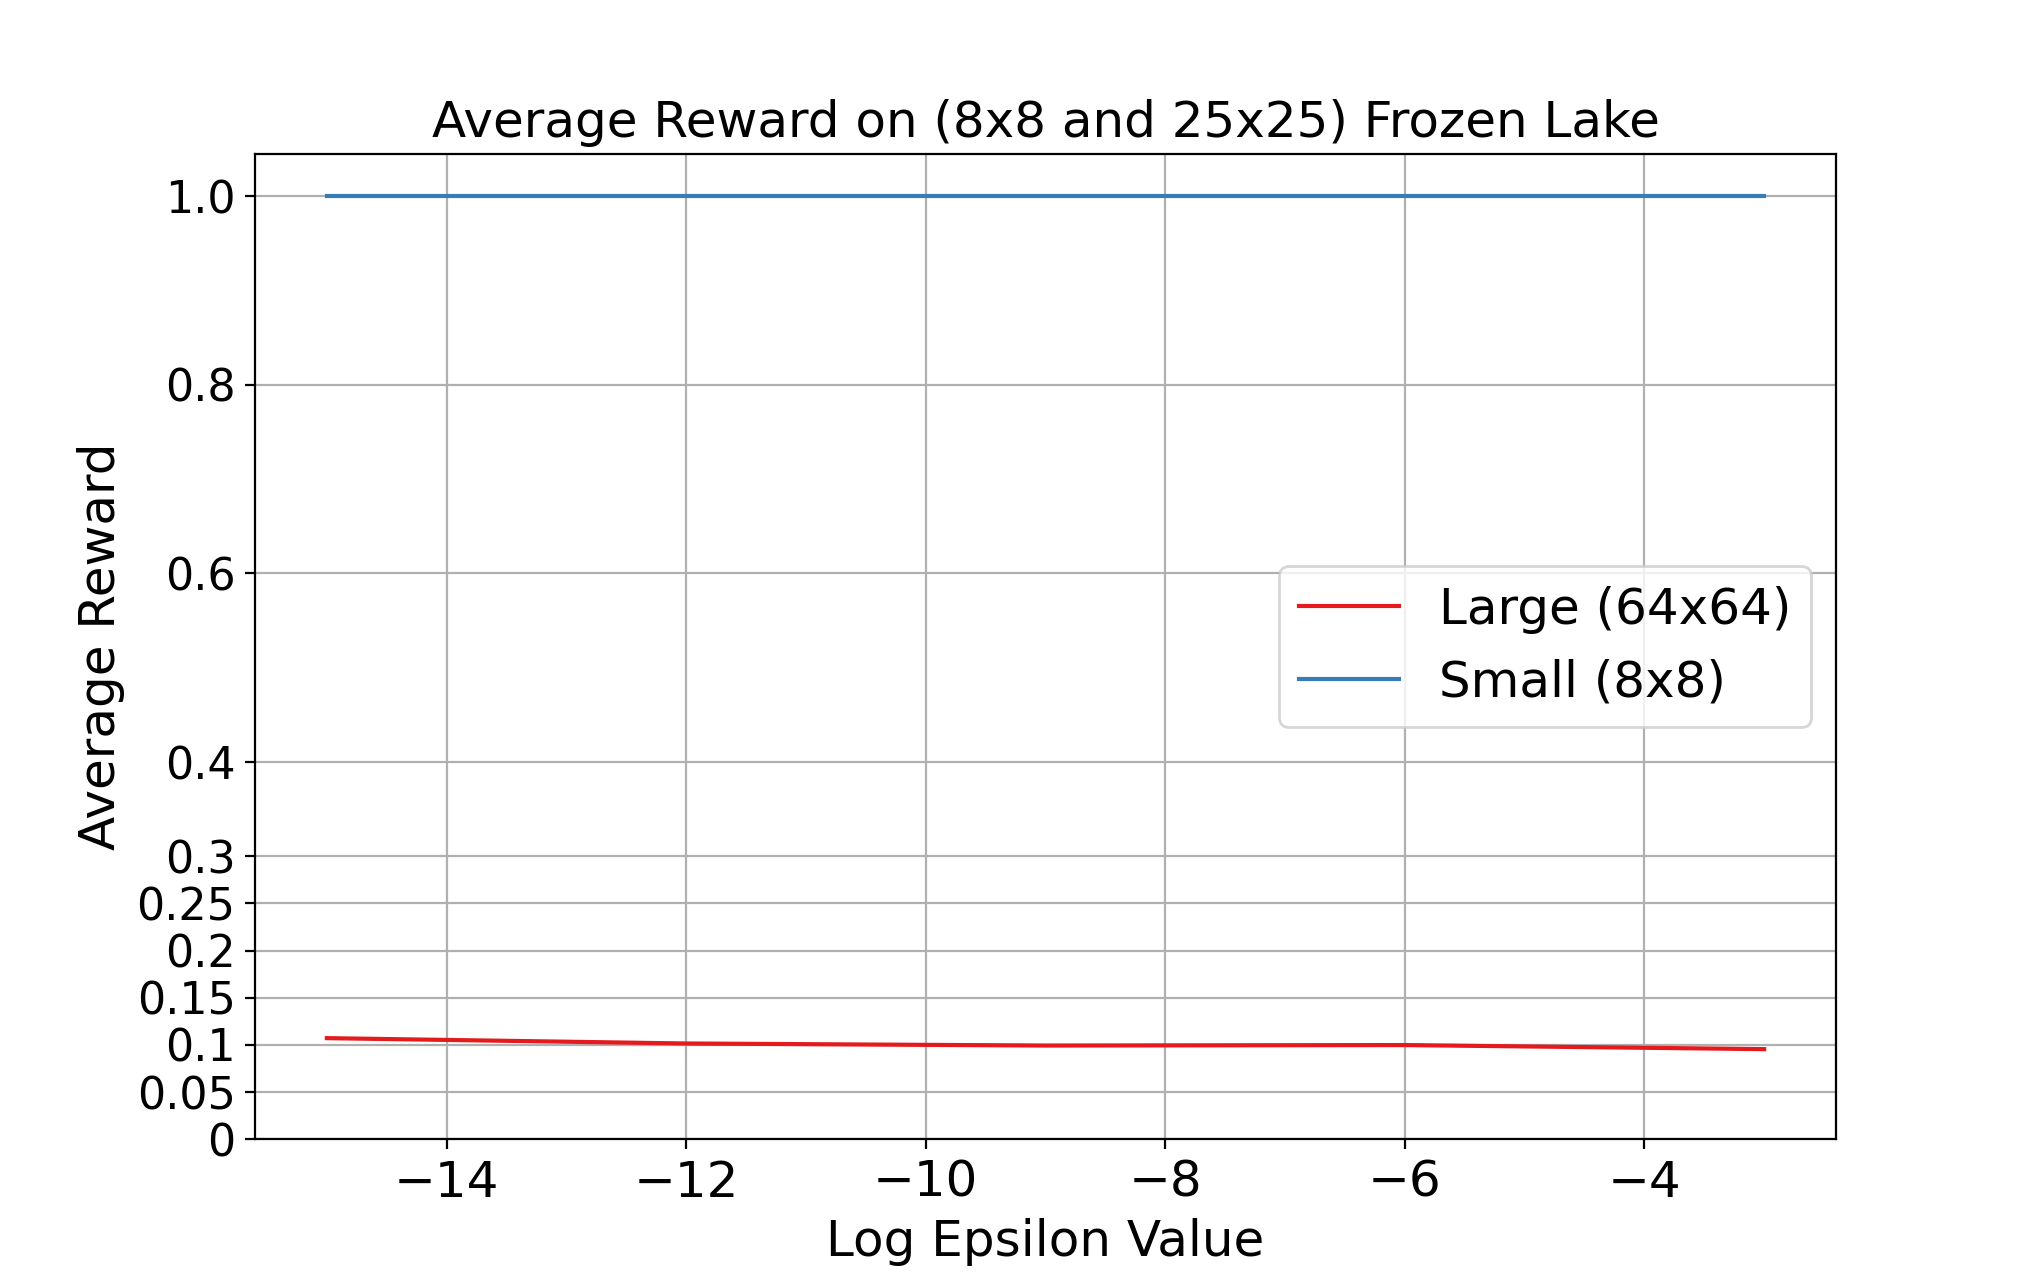 Average Reward on (8x8 and 25x25) Frozen Lake
Average Reward
1.0
0.8
0.6
0.4
0.3
0.25
0.2
0.15
0.1
0.05
0
Large (64x64)
Small (8x8)
−14 −12 −10 −8 −6 −4
Log Epsilon Value